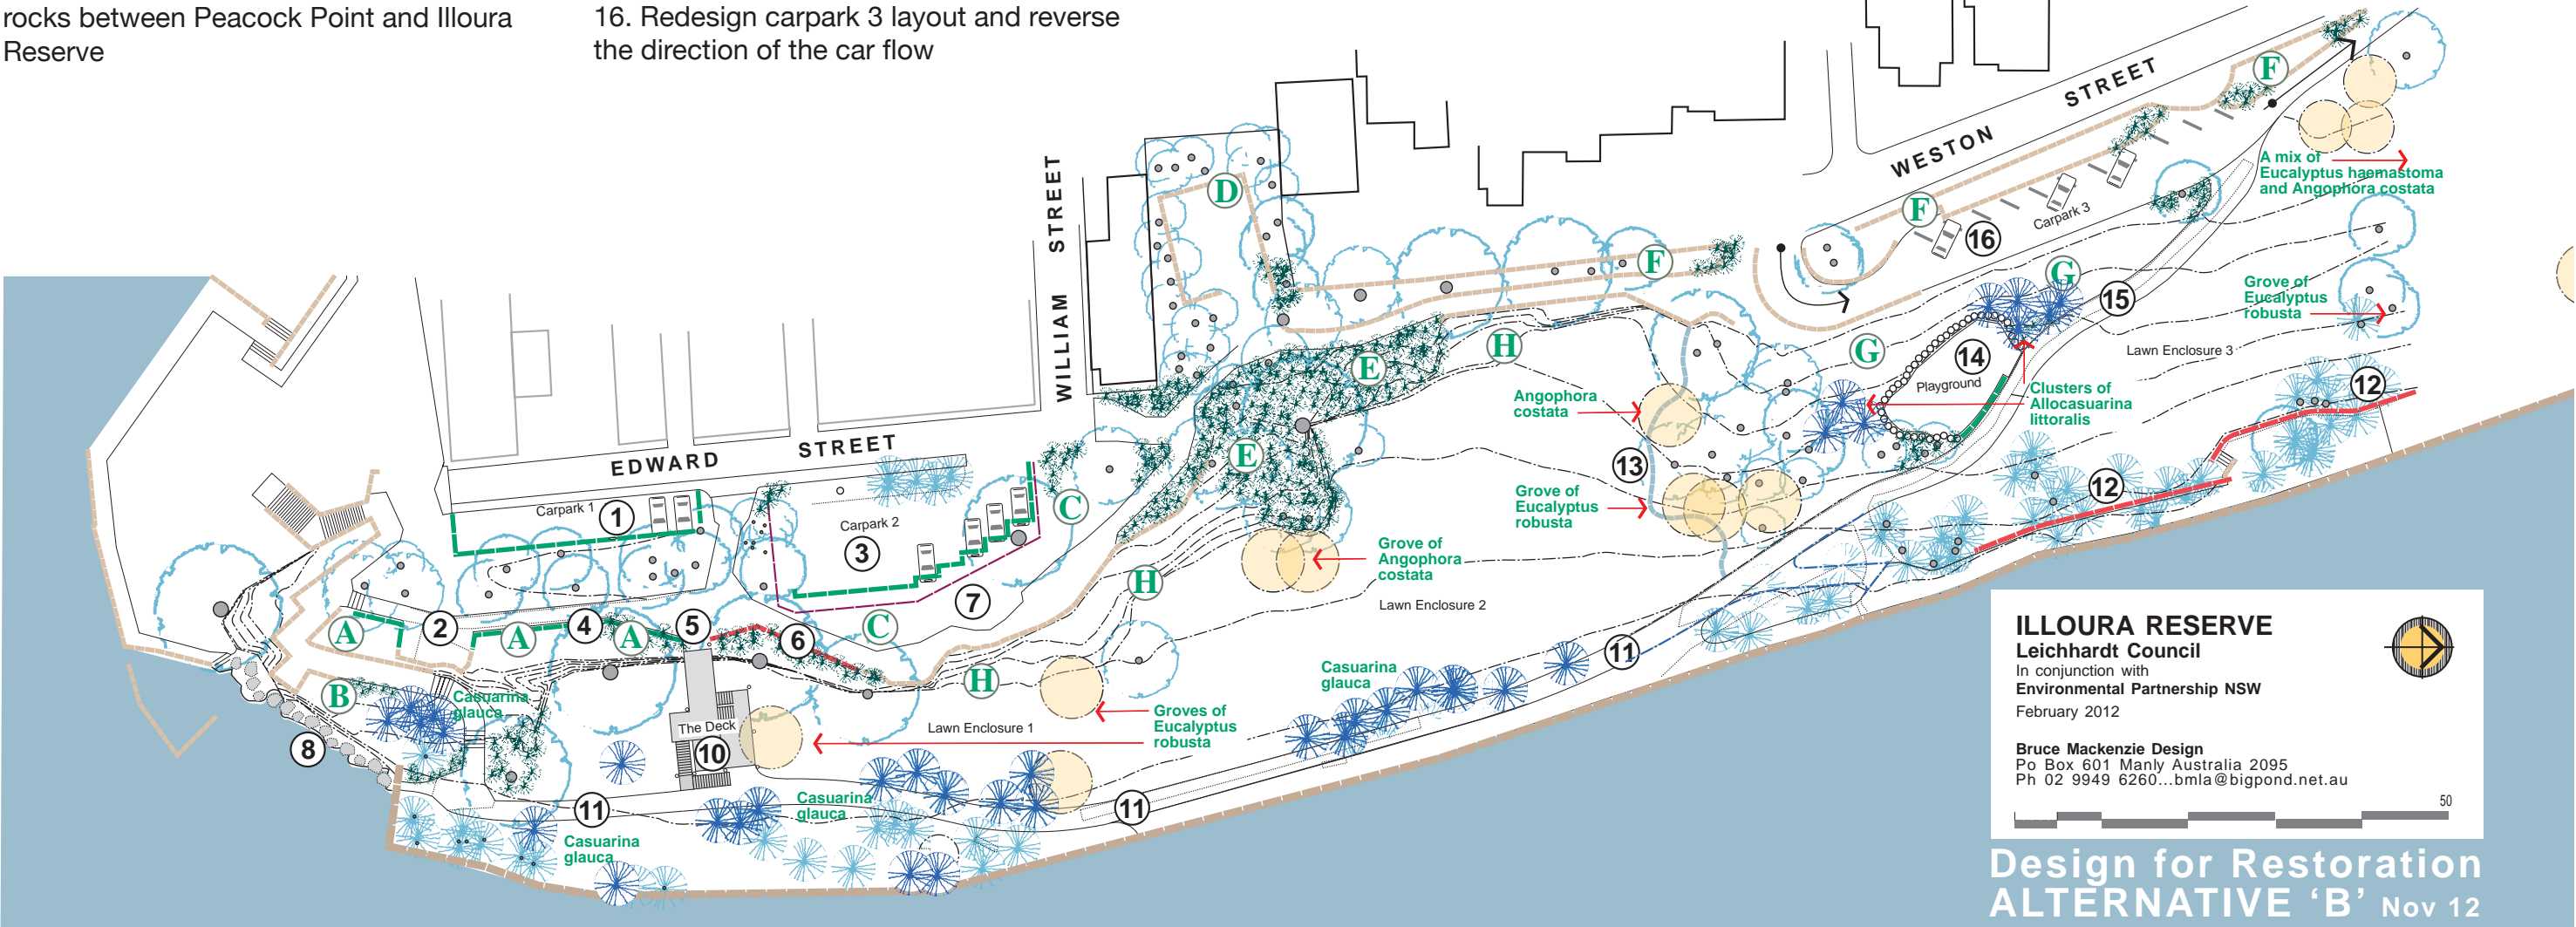 rocks between Peacock Point and Illoura
Reserve
16. Redesign carpark 3 layout and reverse
the direction of the car flow
WESTON STREET
F
F
F
A mix of
Eucalyptus haemastoma
and Angophora costata
Carpark 3
16
D
WILLIAM STREET
EDWARD STREET
G
15
Grove of
Eucalyptus
robusta
Lawn Enclosure 3
14
Playground
G
H
E
E
12
12
Clusters of
Allocasuarina
littoralis
Angophora
costata
13
Grove of
Eucalyptus
robusta
Grove of
Angophora
costata
Lawn Enclosure 2
Carpark 1
1
Carpark 2
3
C
C
7
H
H
A
2
A
4
A
5
6
B
Casuarina
glauca
8
The Deck
10
Lawn Enclosure 1
Groves of
Eucalyptus
robusta
Casuarina
glauca
11
11
11
Casuarina
glauca
Casuarina
glauca
ILLOURA RESERVE
Leichhardt Council
In conjunction with
Environmental Partnership NSW
February 2012
Bruce Mackenzie Design
Po Box 601 Manly Australia 2095
Ph 02 9949 6260...bmla@bigpond.net.au
50
Design for Restoration
ALTERNATIVE ‘B’ Nov 12